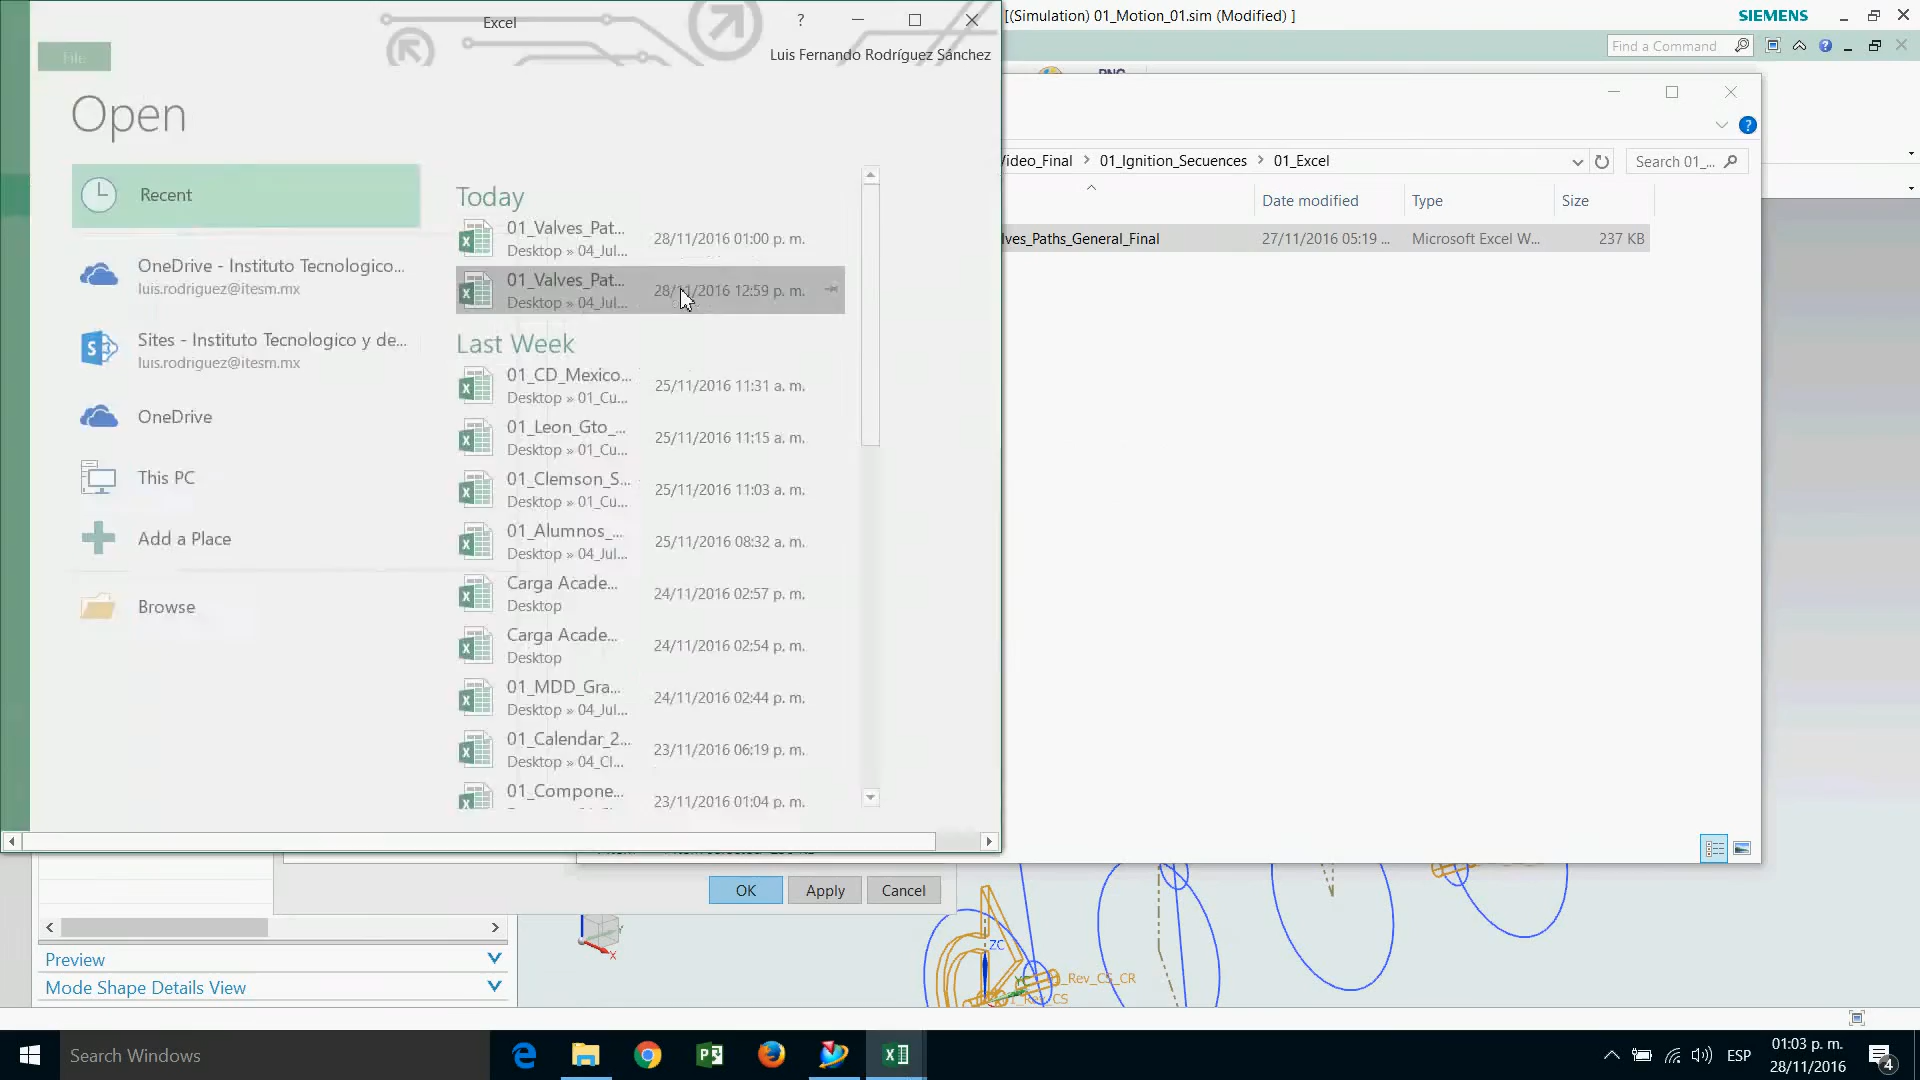 Excel
Luis Fernando Rodríguez Sánchez
File
Open
Recent
OneDrive - Instituto Tecnologico...
luis.rodriguez@itesm.mx
Sites - Instituto Tecnologico y de...
luis.rodriguez@itesm.mx
OneDrive
This PC
Add a Place
Browse
Today
01_Valves_Pat...
Desktop » 04_Jul...
28/11/2016 01:00 p. m.
01_Valves_Pat...
Desktop » 04_Jul...
28/11/2016 12:59 p. m.
Last Week
01_CD_Mexico...
Desktop » 01_Cu...
25/11/2016 11:31 a. m.
01_Leon_Gto_...
Desktop » 01_Cu...
25/11/2016 11:15 a. m.
01_Clemson_S...
Desktop » 01_Cu...
25/11/2016 11:03 a. m.
01_Alumnos_...
Desktop » 04_Jul...
25/11/2016 08:32 a. m.
Carga Acade...
Desktop
24/11/2016 02:57 p. m.
Carga Acade...
Desktop
24/11/2016 02:54 p. m.
01_MDD_Gra...
Desktop » 04_Jul...
24/11/2016 02:44 p. m.
01_Calendar_2...
Desktop » 04_Cl...
23/11/2016 06:19 p. m.
01_Compone...
23/11/2016 01:04 p. m.
[(Simulation) 01_Motion_01.sim (Modified) ]
SIEMENS
Find a Command
Video_Final > 01_Ignition_Secuences > 01_Excel
Search 01_...
Date modified
Type
Size
lves_Paths_General_Final
27/11/2016 05:19 ...
Microsoft Excel W...
237 KB
OK
Apply
Cancel
Preview
Mode Shape Details View
ZC
Rev_CS_CR
Search Windows
ESP
01:03 p. m.
28/11/2016
4